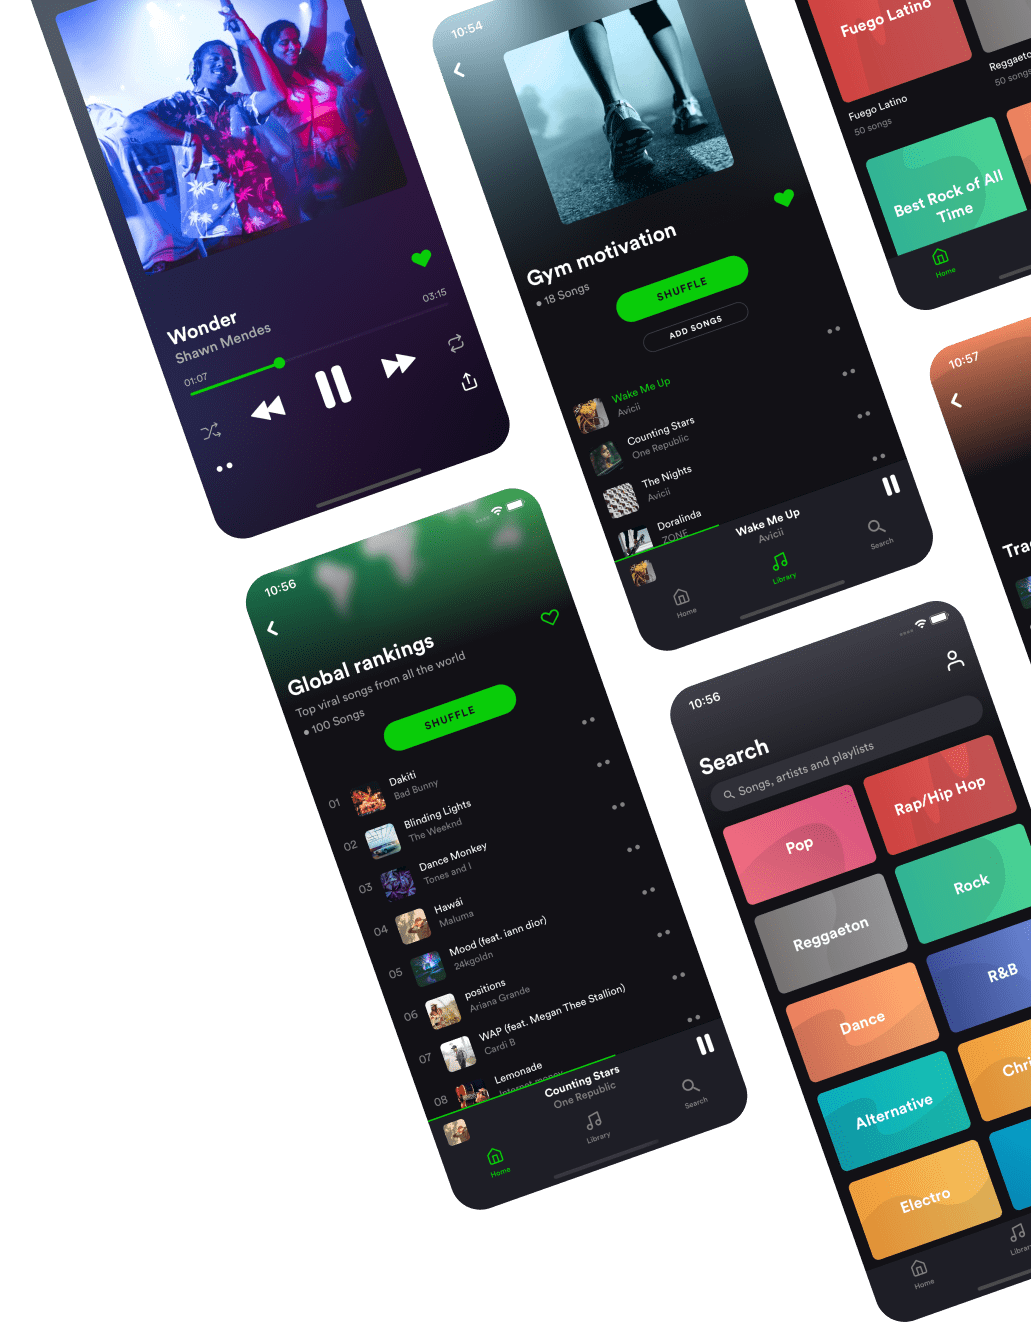 Wonder
Shawn Mendes
01:07
03:15
10:54
Gym motivation
18 Songs
SHUFFLE
ADD SONGS
Wake Me Up
Avicii
Counting Stars
One Republic
The Nights
Avicii
Doralinda
ZONE
Wake Me Up
Avicii
Home
Library
Search
Fuego Latino
Fuego Latino
50 songs
50 songs
Best Rock of All
Time
Home
10:57
10:56
Global rankings
Top viral songs from all the world
100 Songs
SHUFFLE
01
Dakiti
Bad Bunny
02
Blinding Lights
The Weeknd
03
Dance Monkey
Tones and I
04
Hawái
Maluma
05
Mood (feat. iann dior)
24kgoldn
06
positions
Ariana Grande
07
WAP (feat. Megan Thee Stallion)
Cardi B
08
Lemonade
Internet money
Counting Stars
One Republic
Home
Library
Search
10:56
Search
Songs, artists and playlists
Pop
Rap/Hip Hop
Reggaeton
Rock
Dance
R&B
Alternative
Electro
Home